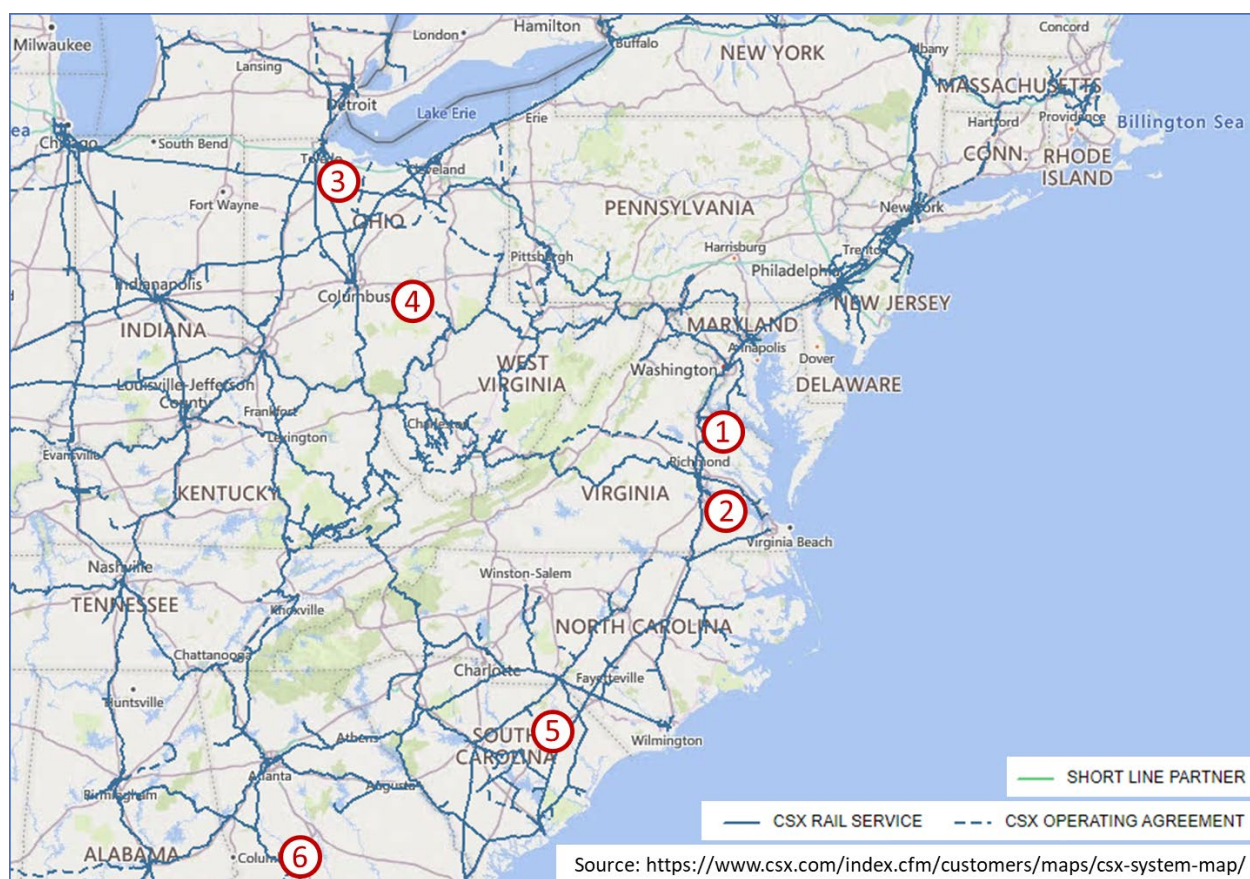 Milwaukee
London
Hamilton
Buffalo
NEW YORK
Albany
Concord
Lansing
Detroit
Lake Erie
Erie
MASSACHUSETTS
Hartford
Providence
Billington Sea
ea
Chicago
South Bend
Toledo
Cleveland
CONN.
RHODE
ISLAND
3
Fort Wayne
OHIO
PENNSYLVANIA
New York
Pittsburgh
Harrisburg
Trenton
Philadelphia
Indianapolis
Columbus
4
NEW JERSEY
INDIANA
MARYLAND
Annapolis
Dover
WEST
VIRGINIA
Washington
DELAWARE
Louisville-Jefferson
County
Frankfort
Charleston
1
Lexington
Evansville
Richmond
KENTUCKY
VIRGINIA
2
Virginia Beach
Nashville
Winston-Salem
TENNESSEE
Knoxville
NORTH CAROLINA
Chattanooga
Charlotte
Fayetteville
Huntsville
5
SOUTH
CAROLINA
Wilmington
Athens
Atlanta
Augusta
Birmingham
ALABAMA
Colum
6
SHORT LINE PARTNER
CSX RAIL SERVICE
CSX OPERATING AGREEMENT
Source: https://www.csx.com/index.cfm/customers/maps/csx-system-map/